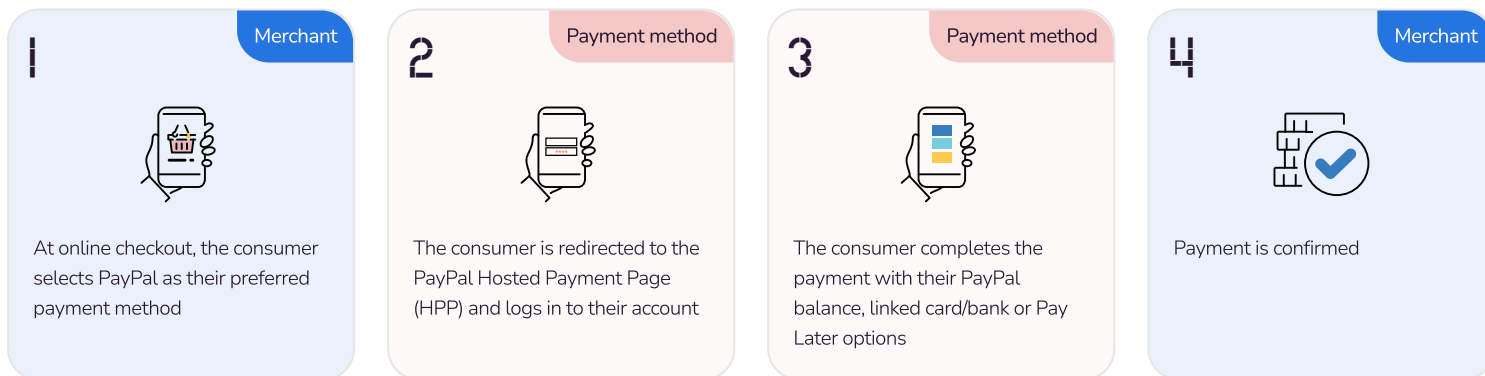 1
Merchant
At online checkout, the consumer
selects PayPal as their preferred
payment method
2
Payment method
The consumer is redirected to the
PayPal Hosted Payment Page
(HPP) and logs in to their account
3
Payment method
The consumer completes the
payment with their PayPal
balance, linked card/bank or Pay
Later options
4
Merchant
Payment is confirmed